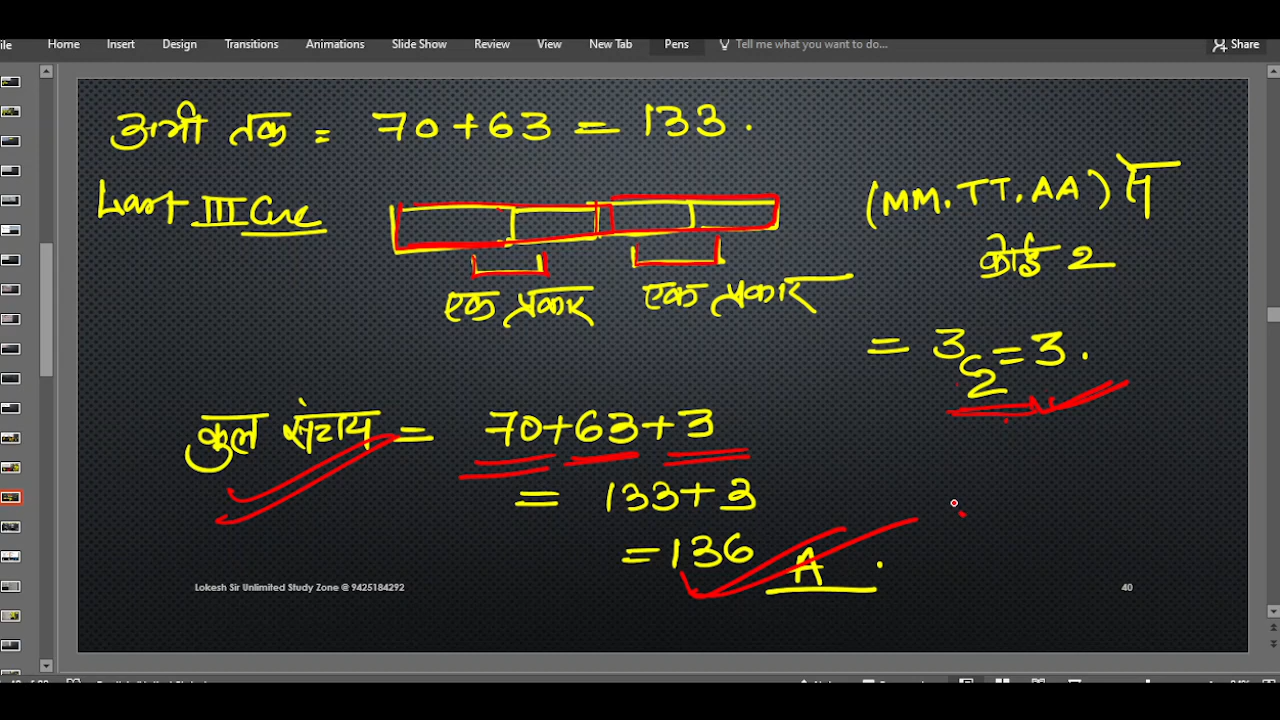 File Home Insert Design Transitions Animations Slide Show Review View New Tab Pens Tell me what you want to do... Share
अभी तक = 70+63 = 133.
Last III Case
(MM, TT, AA) में
कोई 2
एक प्रकार एक प्रकार
= 3C2 = 3.
कुल संचय = 70+63+3
= 133+3
= 136 A.
Lokesh Sir Unlimited Study Zone @ 9425184292
40